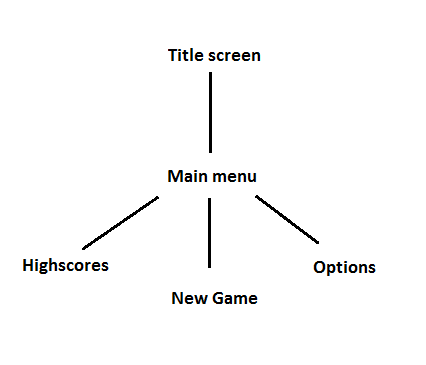 Title screen
Main menu
Highscores
New Game
Options